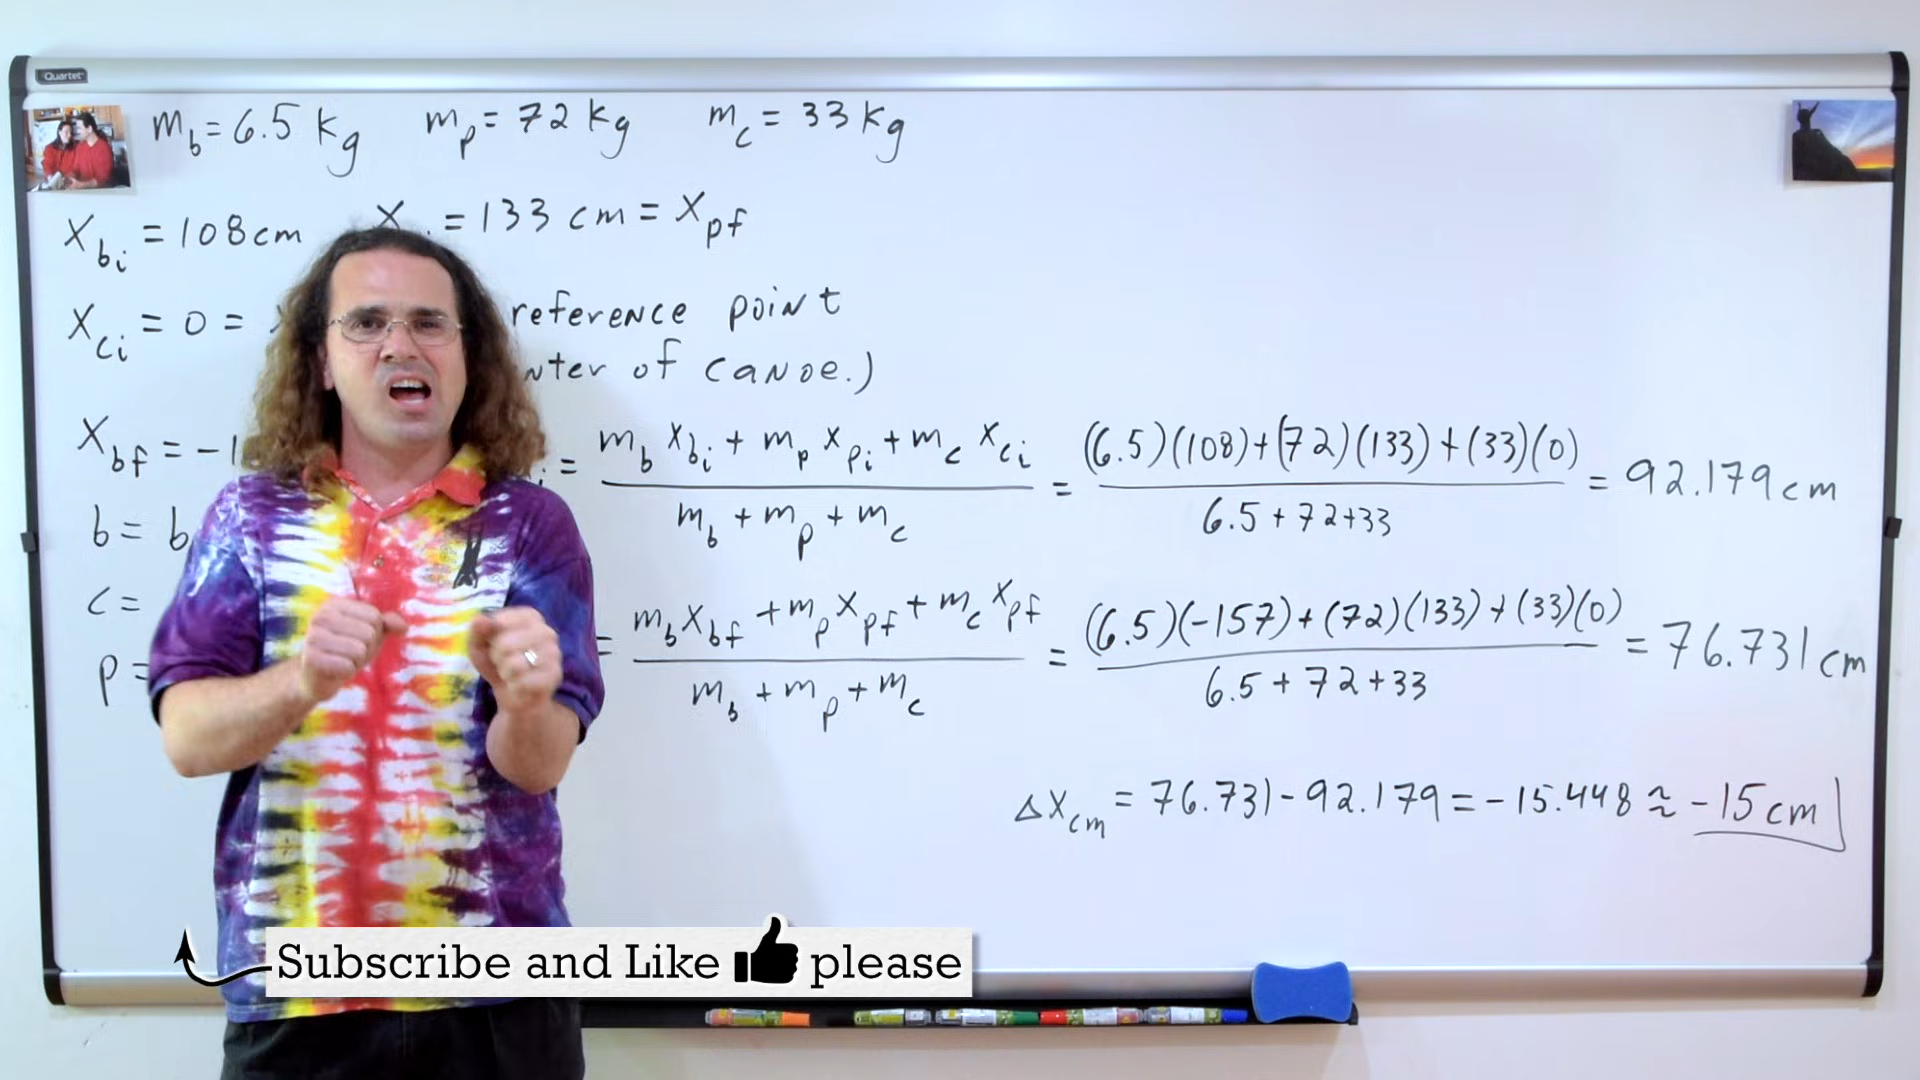 Quartet
m_b = 6.5 kg m_p = 72 kg m_c = 33 kg
x_bi = 108 cm x = 133 cm = x_pf
x_ci = 0 = reference point
of canoe.)
x_bf = -1 = (m_b x_bi + m_p x_pi + m_c x_ci) / (m_b + m_p + m_c) = ((6.5)(108)+(72)(133)+(33)(0)) / (6.5+72+33) = 92.179 cm
b = b
c = = (m_b x_bf + m_p x_pf + m_c x_pf) / (m_b + m_p + m_c) = ((6.5)(-157)+(72)(133)+(33)(0)) / (6.5+72+33) = 76.731 cm
p =
Δx_cm = 76.731 - 92.179 = -15.448 ≈ -15 cm
Subscribe and Like please